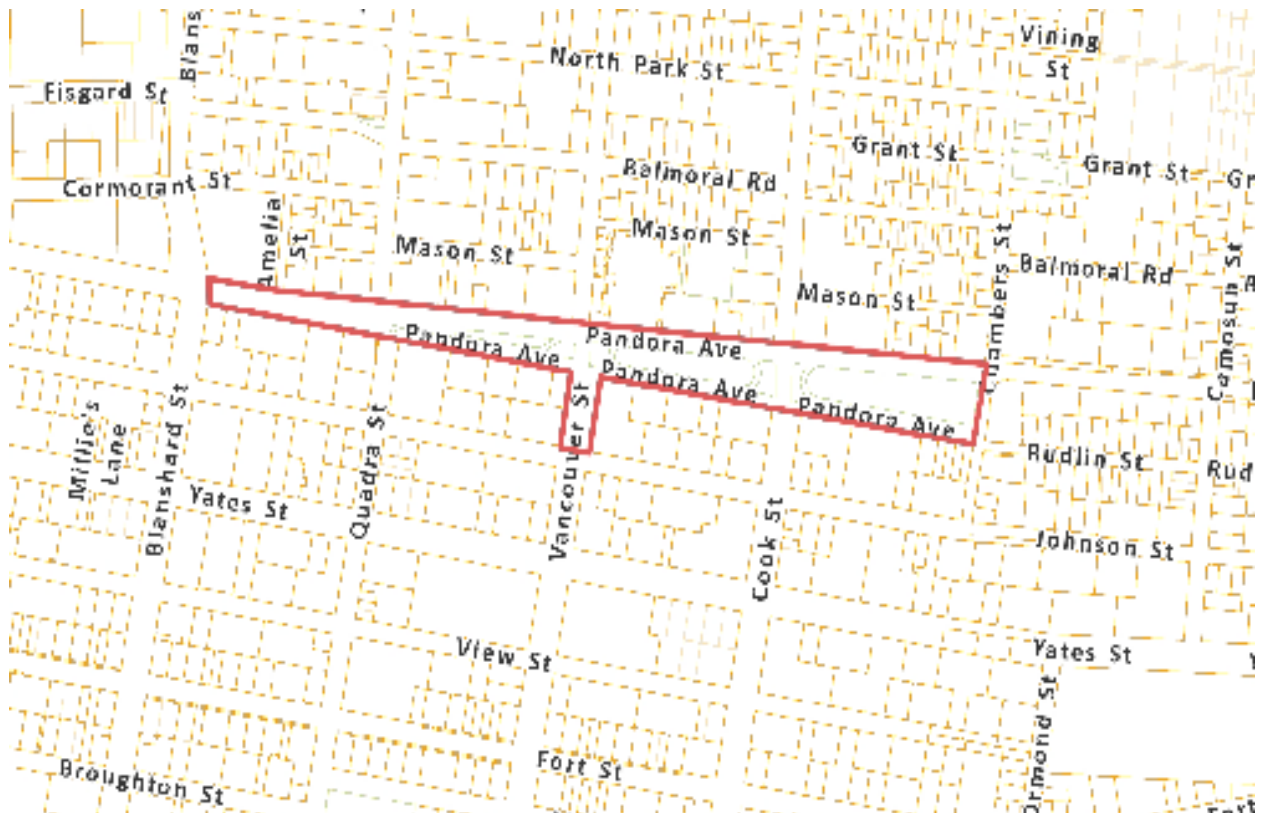 Vining
St
Blans
North Park St
Fisgard St
Grant St
Grant St
Gr
Balmoral Rd
Cormorant St
Amelia
St
Mason St
Mason St
Balmoral Rd
Mason St
Chambers St
Camosun St
Pandora Ave
Pandora Ave
Pandora Ave
Pandora Ave
Millie's
Lane
Blanshard St
Quadra St
Vancouver St
Rudlin St
Rud
Yates St
Cook St
Johnson St
View St
Yates St
Y
Ormond St
Fort St
Broughton St